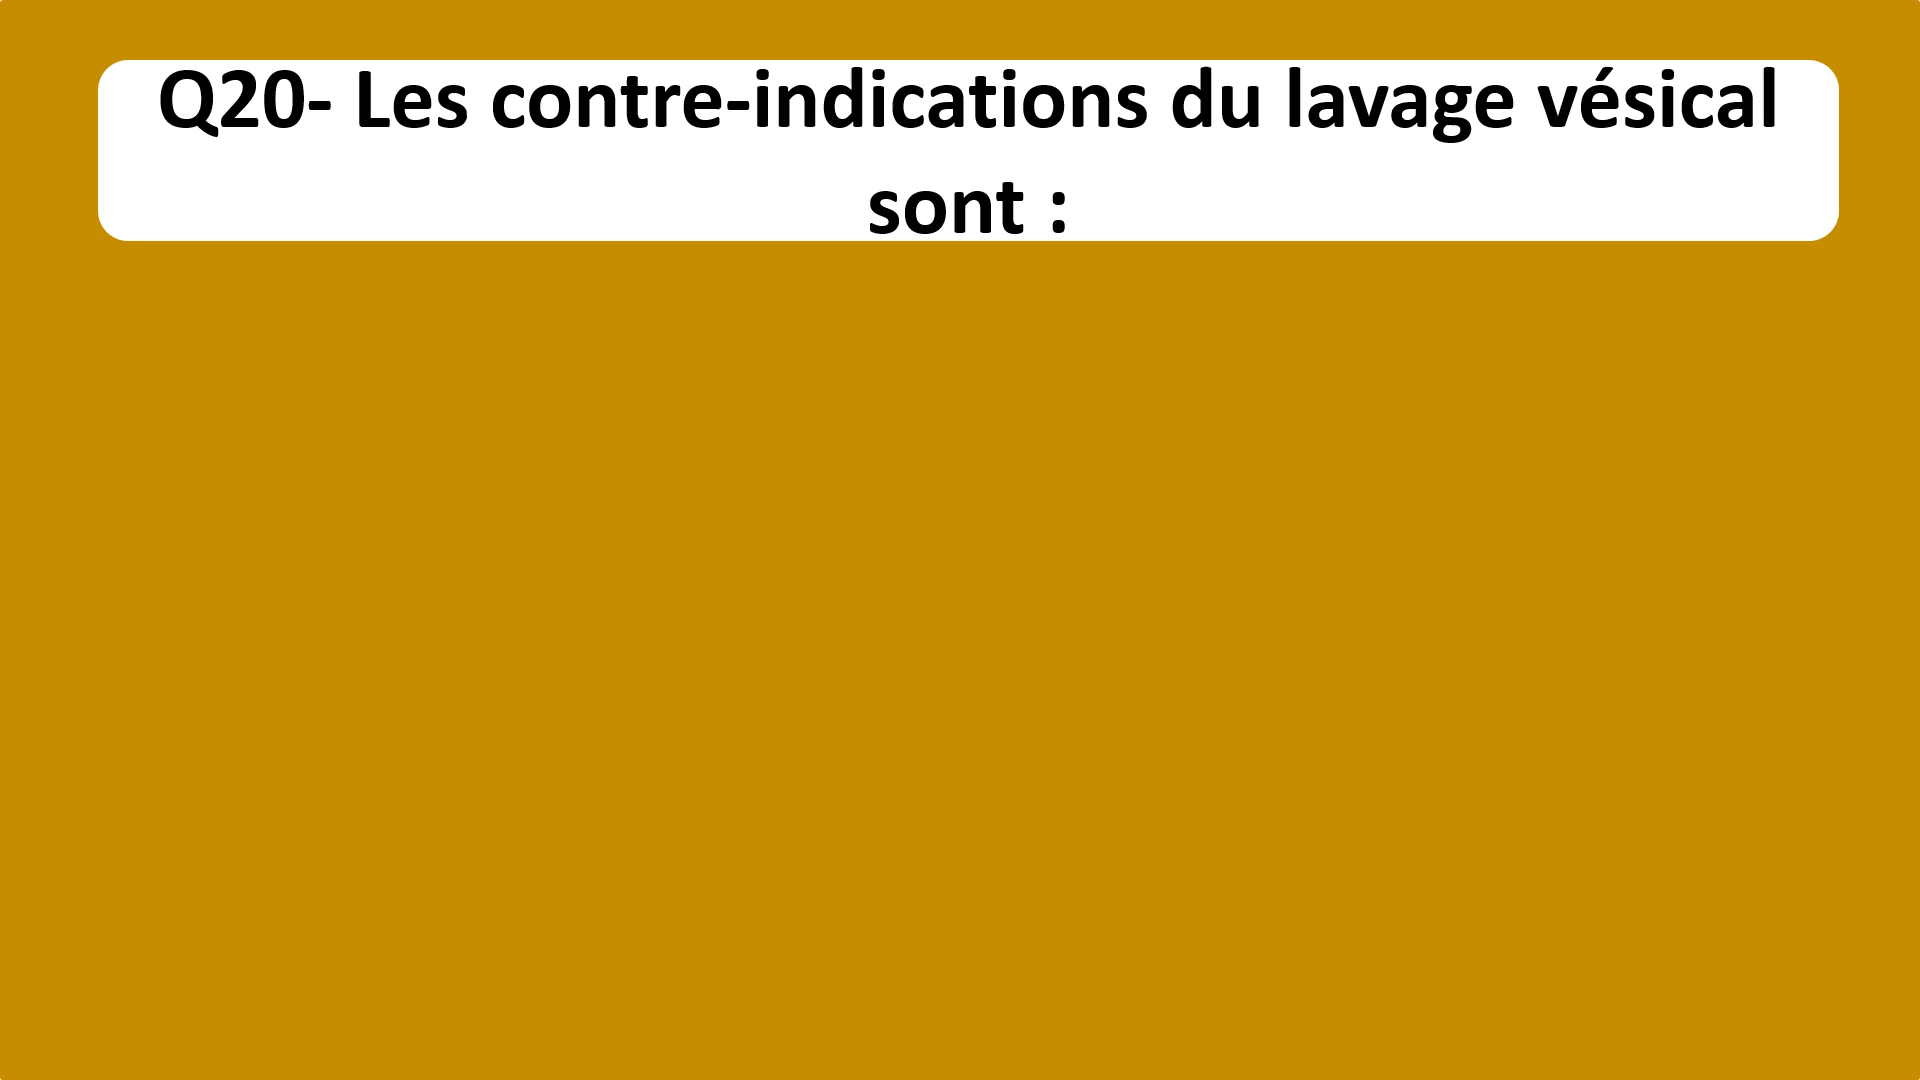 Q20- Les contre-indications du lavage vésical
sont :